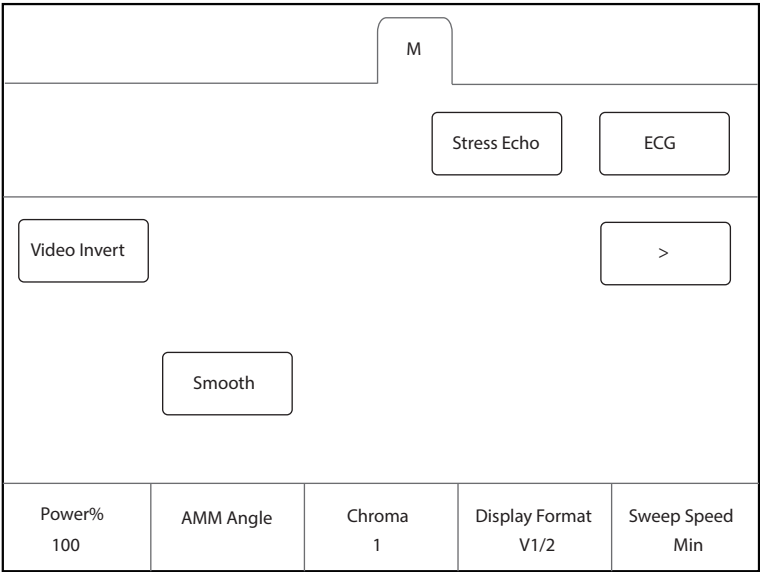 M
Stress Echo
ECG
Video Invert
>
Smooth
Power%
100
AMM Angle
Chroma
1
Display Format
V1/2
Sweep Speed
Min